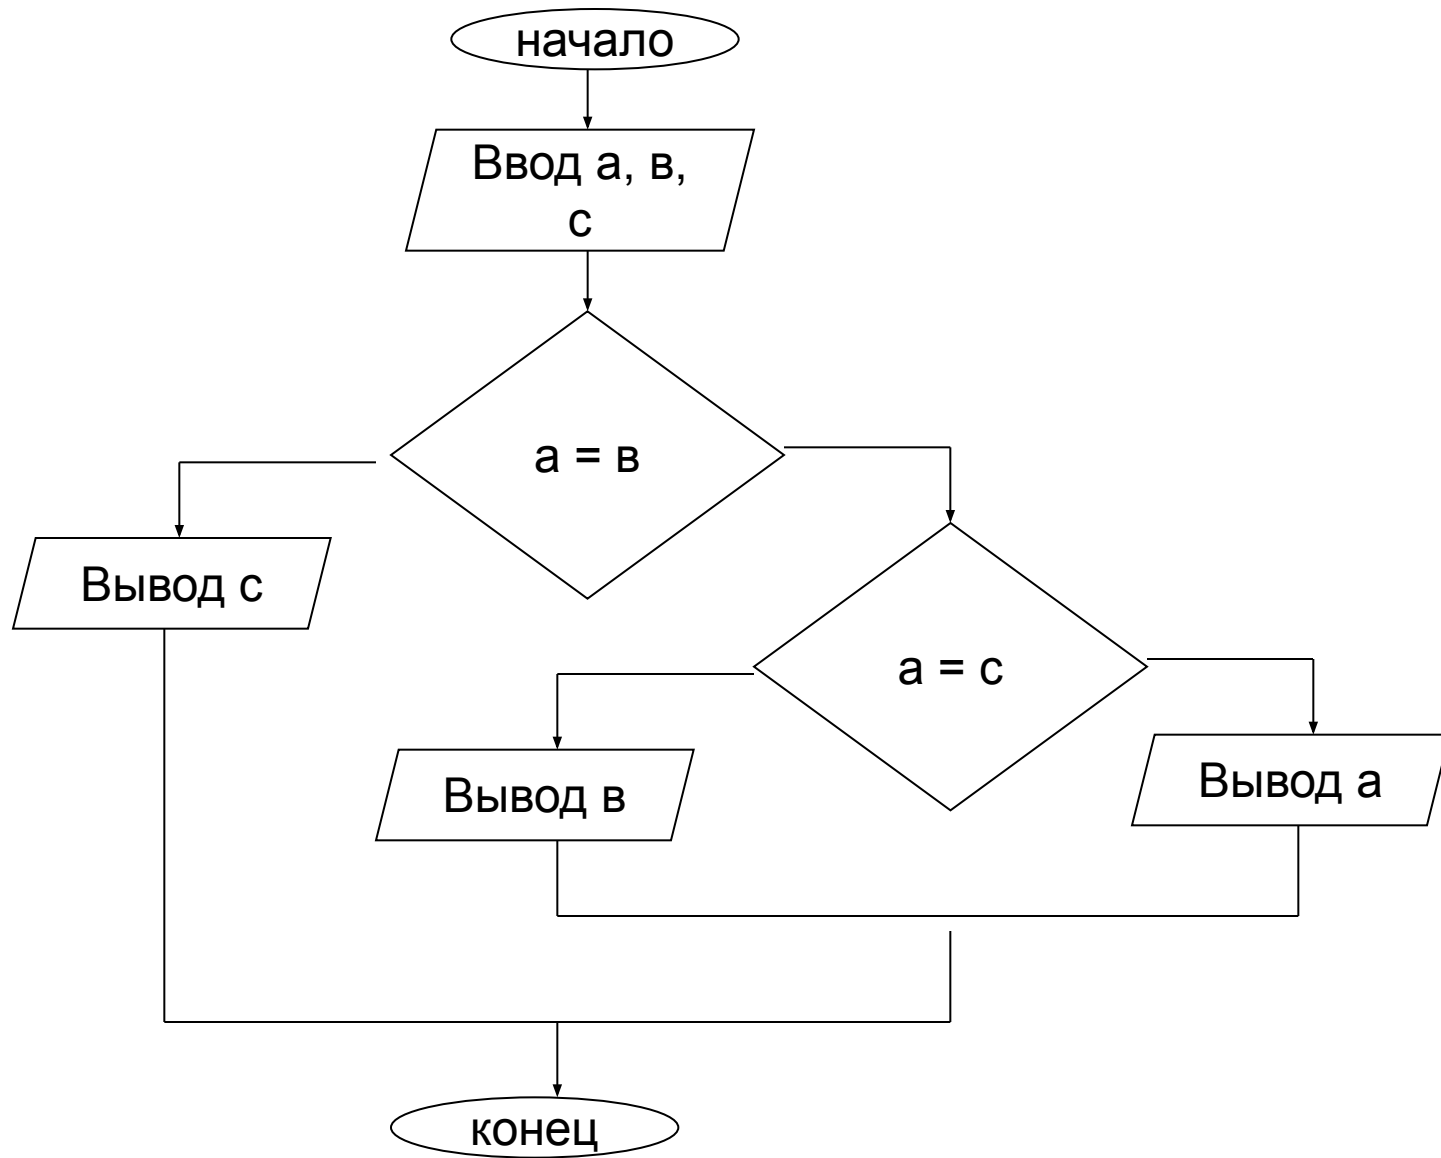 начало
Ввод а, в,
с
а = в
Вывод с
а = с
Вывод в
Вывод а
конец